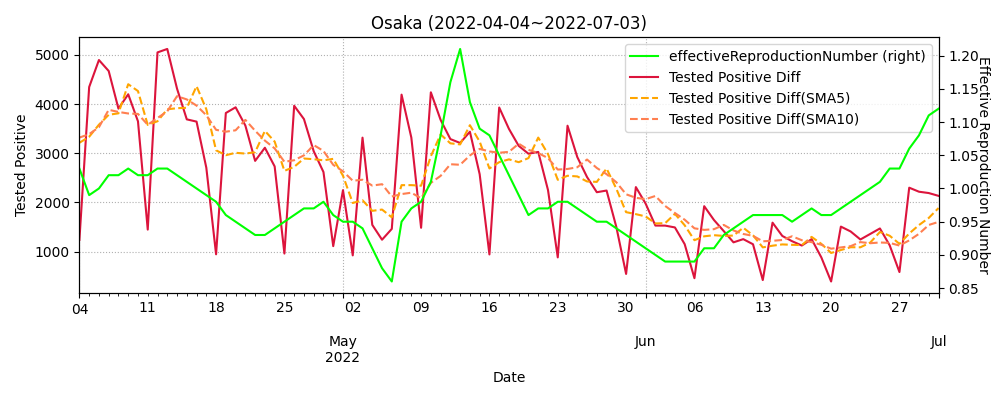 Osaka (2022-04-04~2022-07-03)
effectiveReproductionNumber (right)
Tested Positive Diff
Tested Positive Diff(SMA5)
Tested Positive Diff(SMA10)
Tested Positive
5000
4000
3000
2000
1000
Effective Reproduction Number
1.20
1.15
1.10
1.05
1.00
0.95
0.90
0.85
04 11 18 25 02 09 16 23 30 06 13 20 27
May Jun Jul
2022
Date